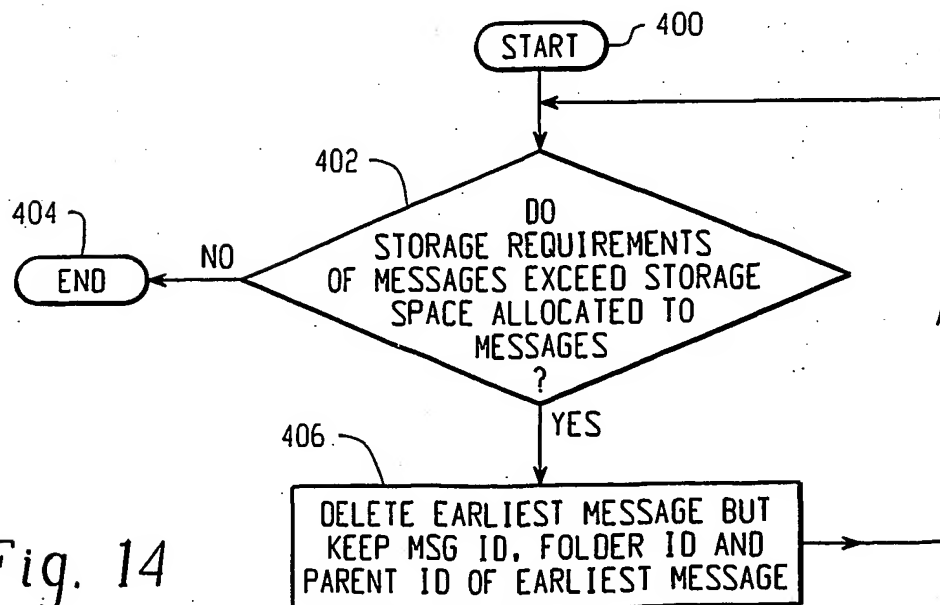 START
400
402
DO
STORAGE REQUIREMENTS
OF MESSAGES EXCEED STORAGE
SPACE ALLOCATED TO
MESSAGES
?
404
END
NO
YES
406
DELETE EARLIEST MESSAGE BUT
KEEP MSG ID, FOLDER ID AND
PARENT ID OF EARLIEST MESSAGE
Fig. 14